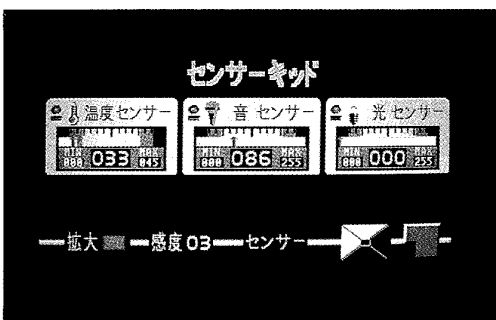 センサーキッド
温度センサー
音 センサー
光 センサー
MIN MAX
000 033 045
MIN MAX
000 086 255
MIN MAX
000 000 255
拡大
感度 03
センサー